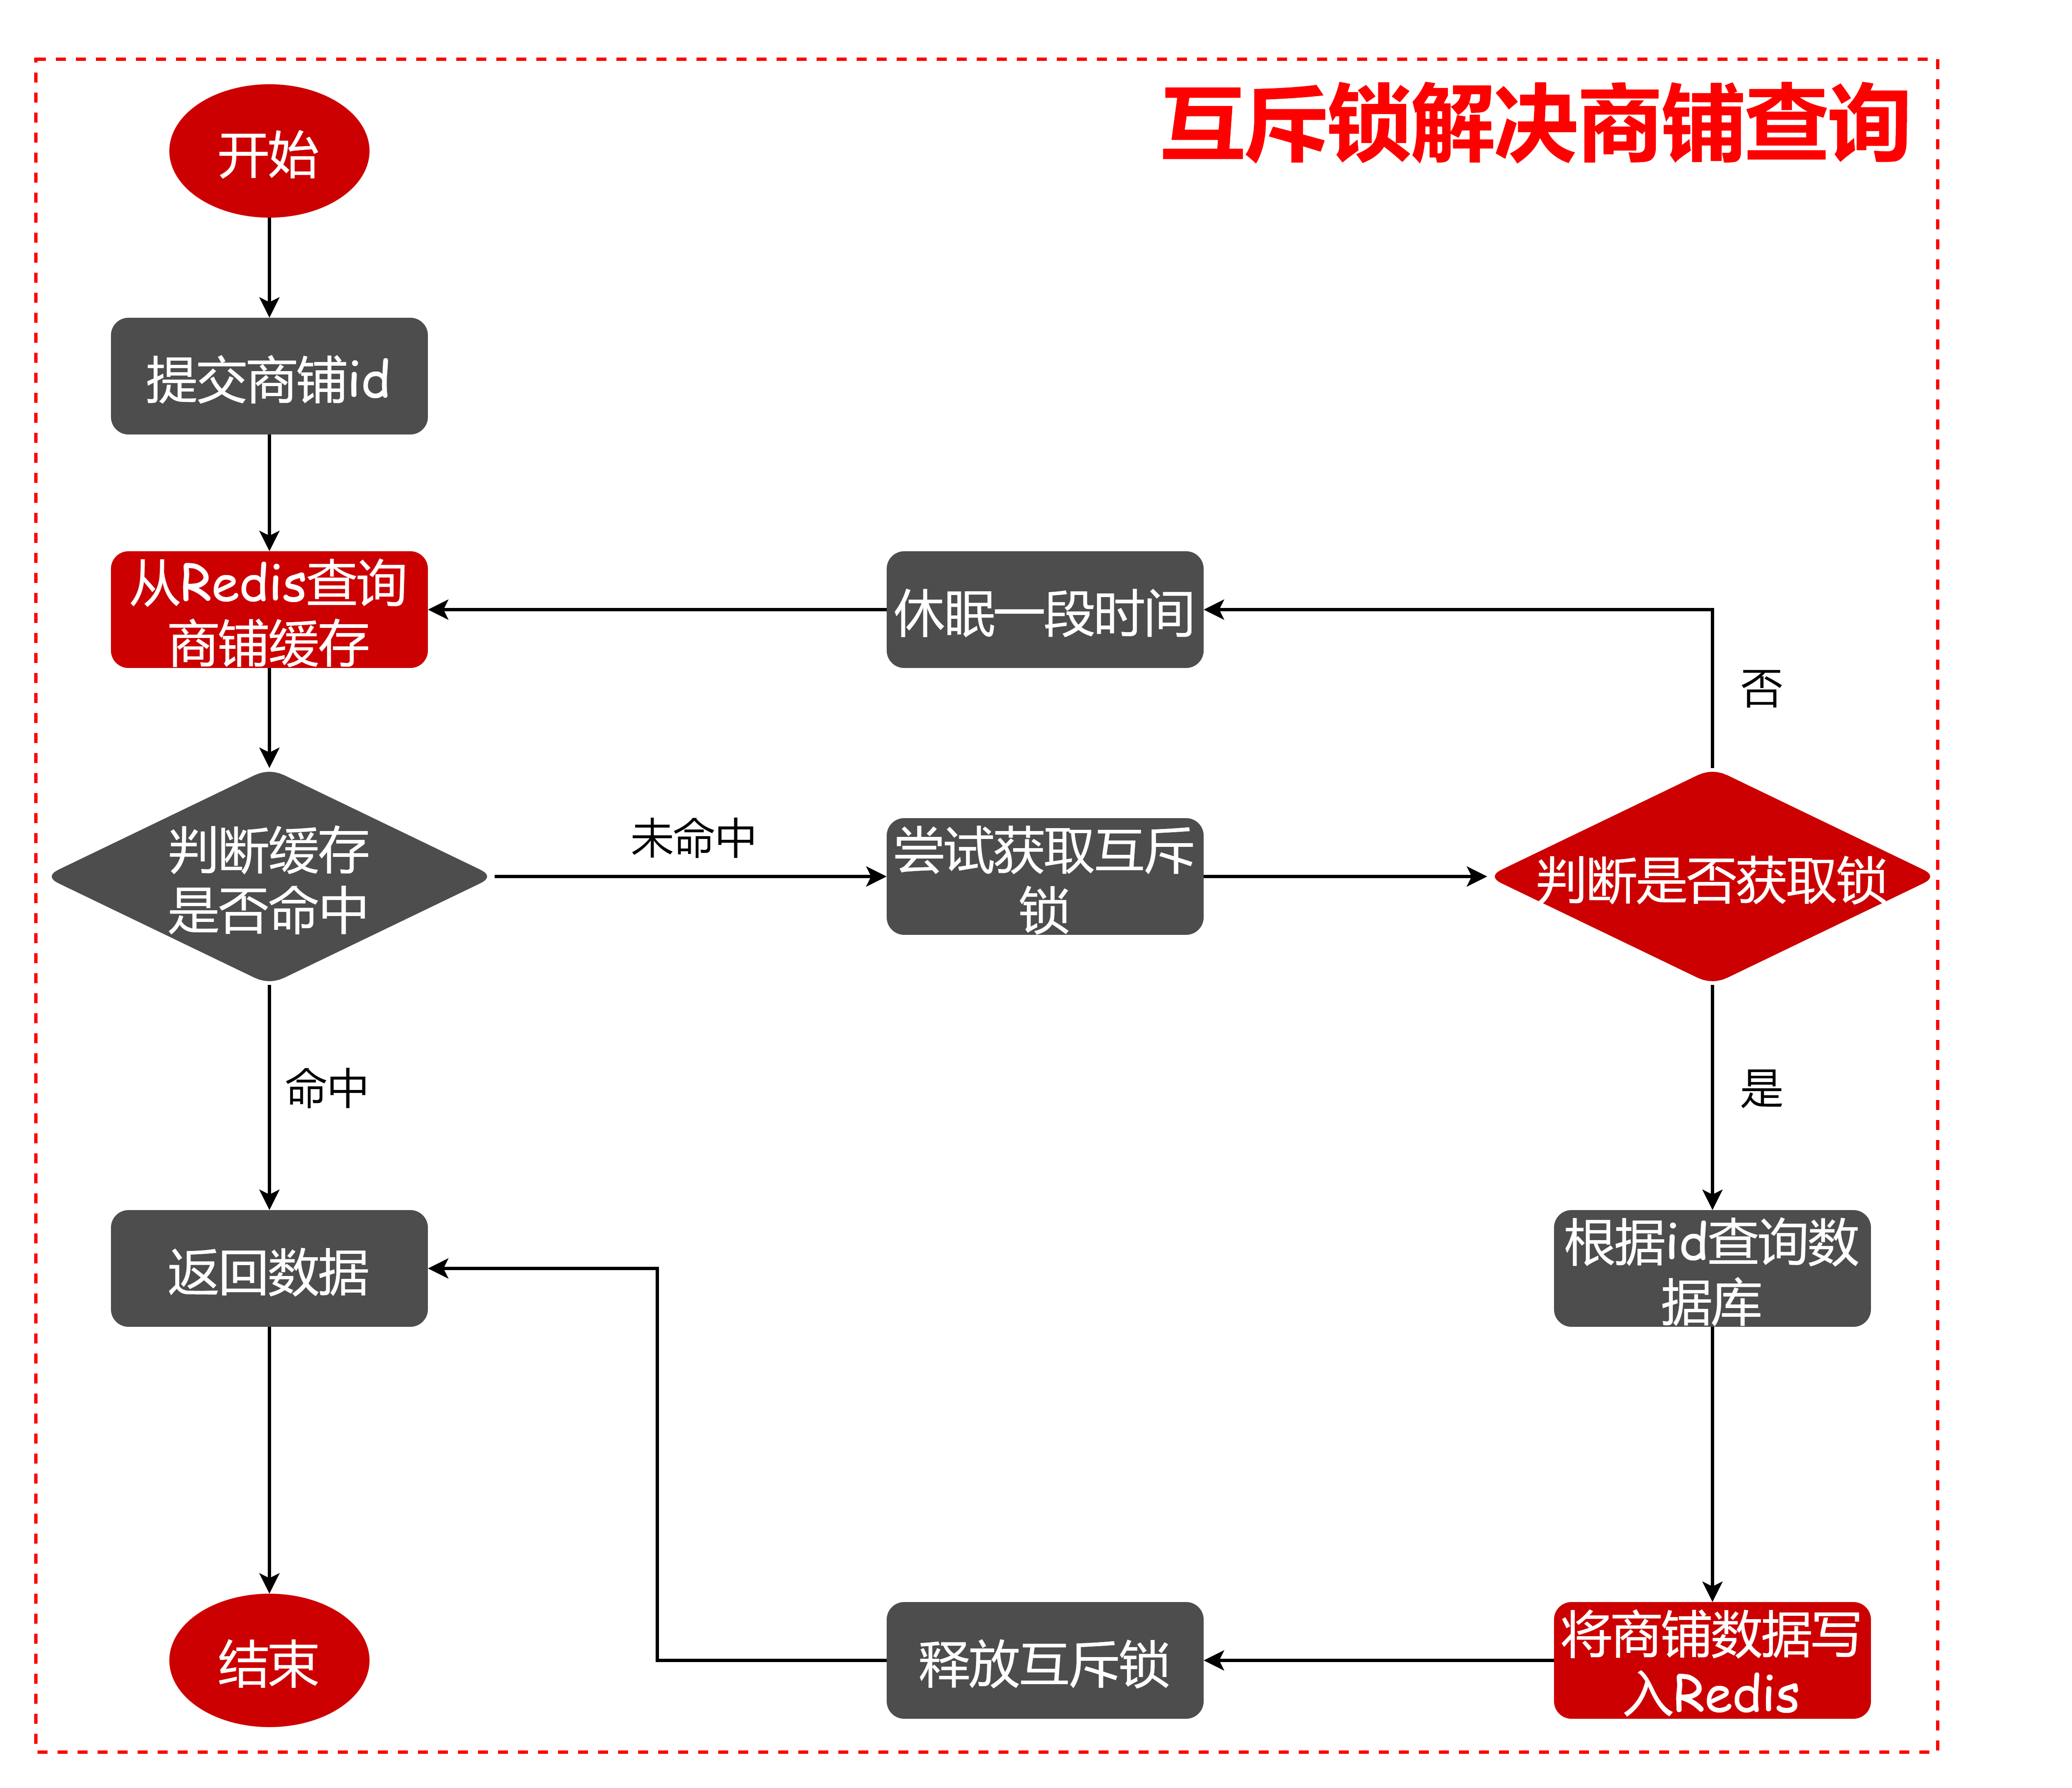 互斥锁解决商铺查询
开始
提交商铺id
从Redis查询
商铺缓存
休眠一段时间
否
判断缓存
是否命中
未命中
尝试获取互斥
锁
判断是否获取锁
命中
是
返回数据
根据id查询数
据库
结束
释放互斥锁
将商铺数据写
入Redis